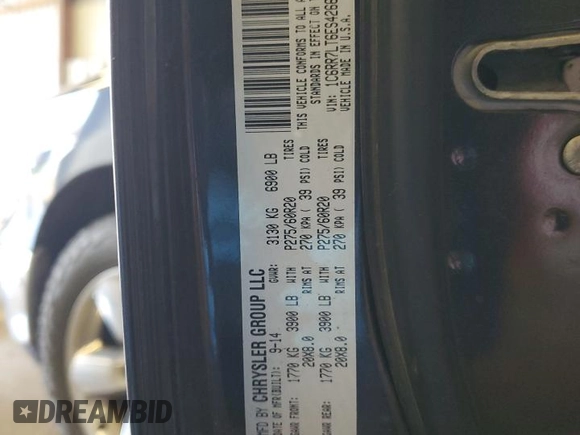 MFD BY CHRYSLER GROUP LLC
DATE OF MFR(BUILT): 9-14 GVWR: 3130 KG 6900 LB
GAWR FRONT: WITH TIRES
1770 KG 3900 LB P275/60R20
RIMS AT
20X8.0 - 270 KPA( 39 PSI) COLD
GAWR REAR: WITH TIRES
1770 KG 3900 LB P275/60R20
RIMS AT
20X8.0 - 270 KPA( 39 PSI) COLD
THIS VEHICLE CONFORMS TO
STANDARDS IN EFFECT ON
VIN: 1C6RR7LT6ES426
VEHICLE MADE IN U.S.A.
DREAMBID